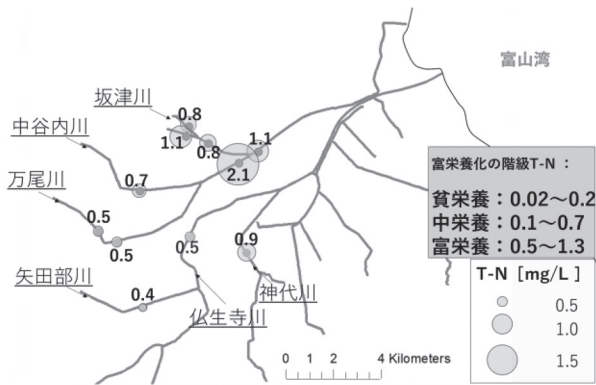 富山湾
坂津川
0.8
中谷内川
1.1
0.8
1.1
2.1
万尾川
0.7
0.5
0.5
0.5
0.9
矢田部川
0.4
仏生寺川
神代川
富栄養化の階級T-N ：
貧栄養：0.02～0.2
中栄養：0.1～0.7
富栄養：0.5～1.3
T-N [mg/L ]
0.5
1.0
1.5
0 1 2 4 Kilometers